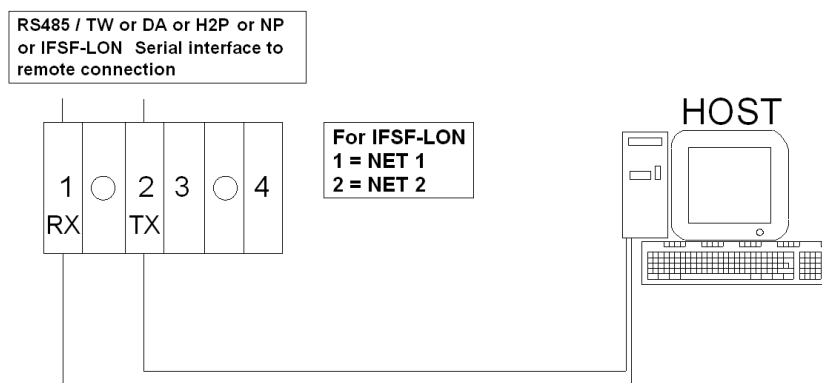 RS485 / TW or DA or H2P or NP
or IFSF-LON Serial interface to
remote connection
HOST
For IFSF-LON
1 = NET 1
2 = NET 2
1 2 3 4
RX TX